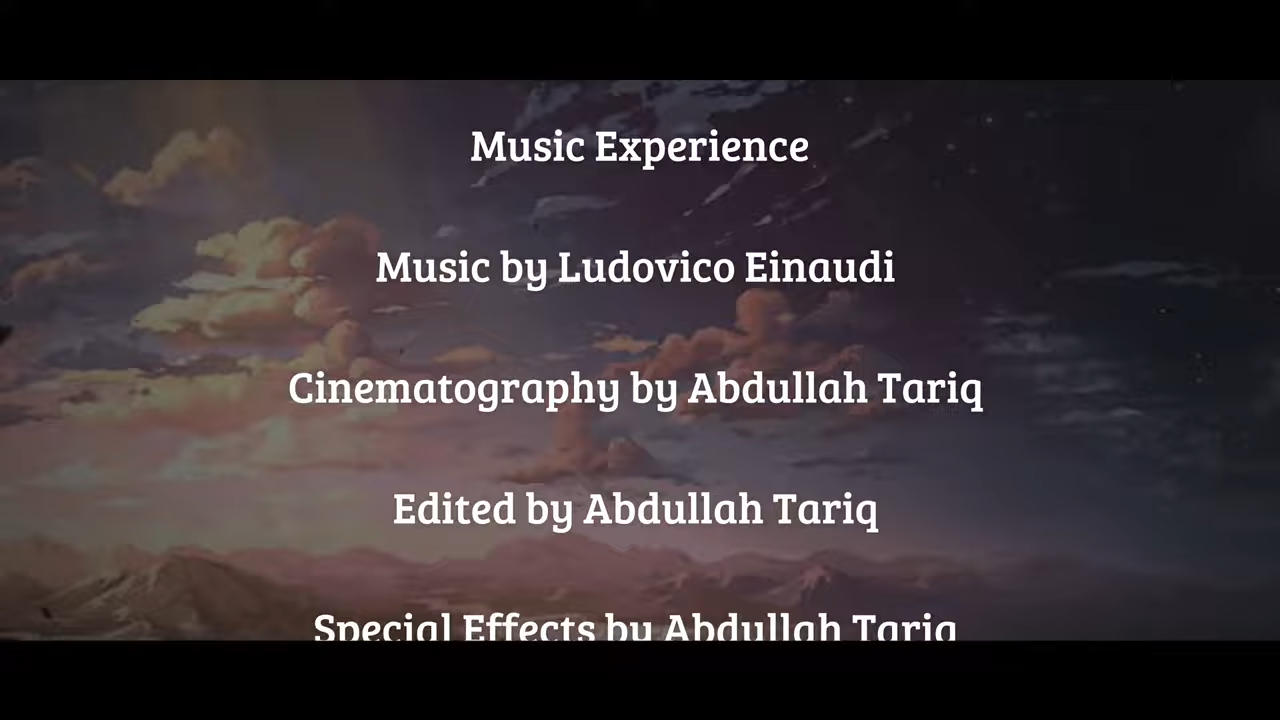 Music Experience
Music by Ludovico Einaudi
Cinematography by Abdullah Tariq
Edited by Abdullah Tariq
Special Effects by Abdullah Tariq